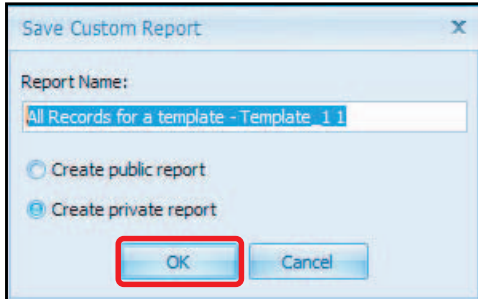 Save Custom Report X
Report Name:
All Records for a template - Template_1 1
Create public report
Create private report
OK Cancel